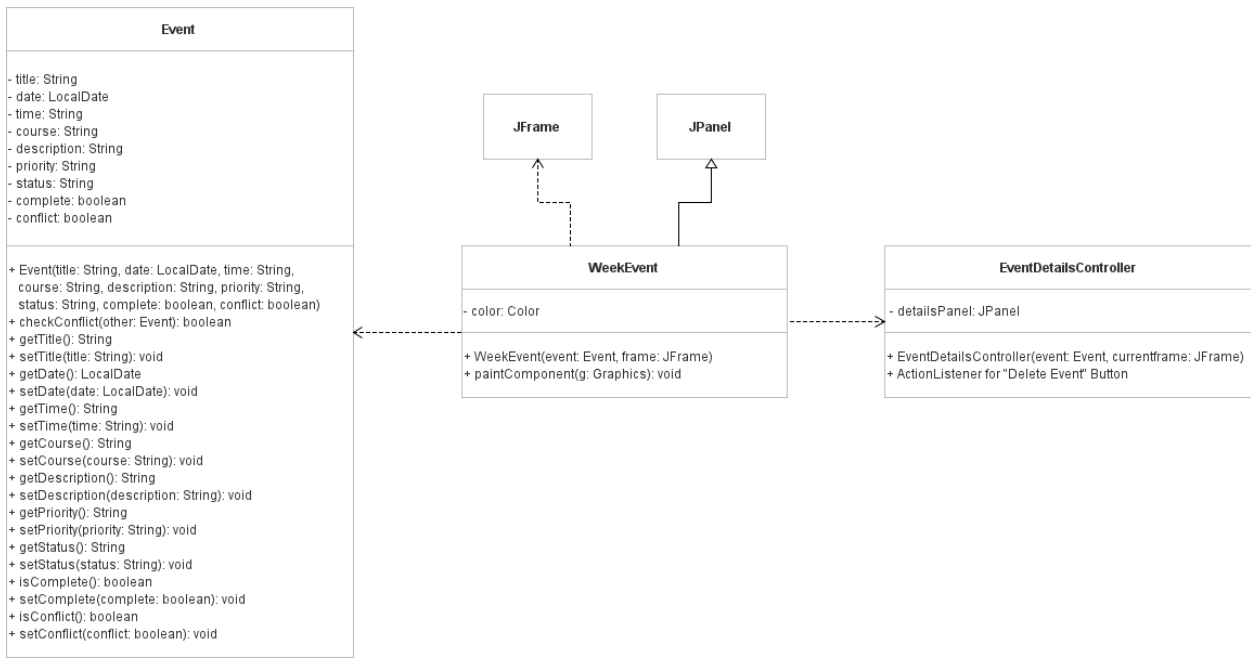 Event
- title: String
- date: LocalDate
- time: String
- course: String
- description: String
- priority: String
- status: String
- complete: boolean
- conflict: boolean
+ Event(title: String, date: LocalDate, time: String,
course: String, description: String, priority: String,
status: String, complete: boolean, conflict: boolean)
+ checkConflict(other: Event): boolean
+ getTitle(): String
+ setTitle(title: String): void
+ getDate(): LocalDate
+ setDate(date: LocalDate): void
+ getTime(): String
+ setTime(time: String): void
+ getCourse(): String
+ setCourse(course: String): void
+ getDescription(): String
+ setDescription(description: String): void
+ getPriority(): String
+ setPriority(priority: String): void
+ getStatus(): String
+ setStatus(status: String): void
+ isComplete(): boolean
+ setComplete(complete: boolean): void
+ isConflict(): boolean
+ setConflict(conflict: boolean): void
JFrame
JPanel
WeekEvent
- color: Color
+ WeekEvent(event: Event, frame: JFrame)
+ paintComponent(g: Graphics): void
EventDetailsController
- detailsPanel: JPanel
+ EventDetailsController(event: Event, currentframe: JFrame)
+ ActionListener for "Delete Event" Button